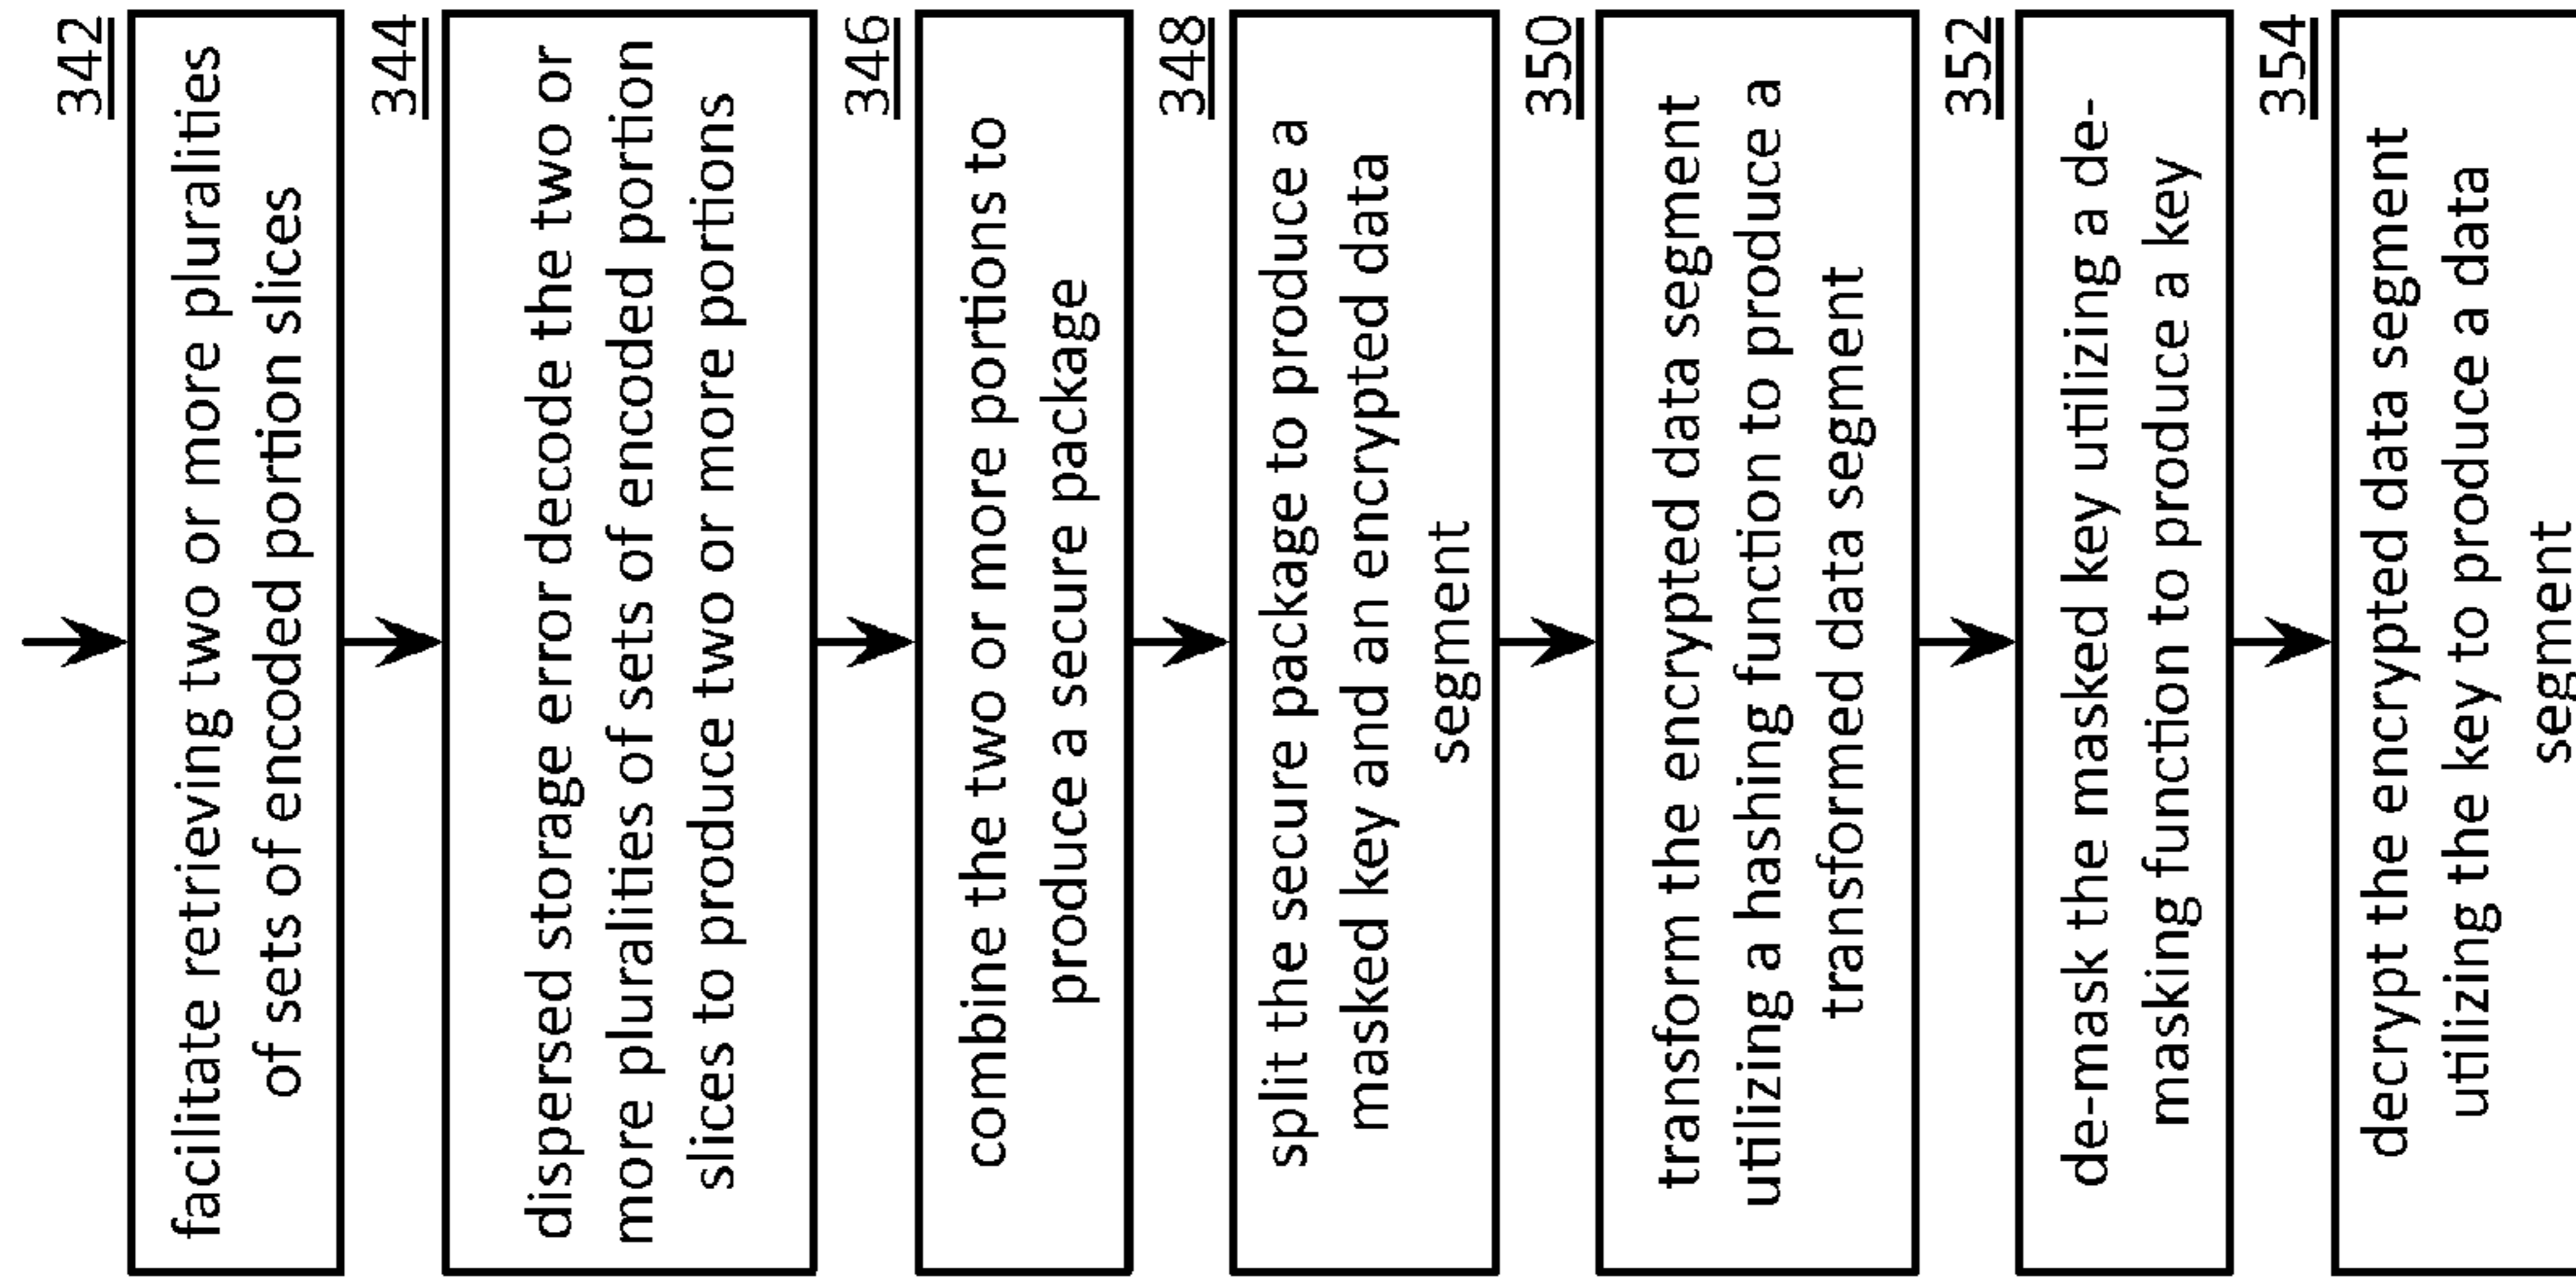 342
facilitate retrieving two or more pluralities
of sets of encoded portion slices
344
dispersed storage error decode the two or
more pluralities of sets of encoded portion
slices to produce two or more portions
346
combine the two or more portions to
produce a secure package
348
split the secure package to produce a
masked key and an encrypted data
segment
350
transform the encrypted data segment
utilizing a hashing function to produce a
transformed data segment
352
de-mask the masked key utilizing a de-
masking function to produce a key
354
decrypt the encrypted data segment
utilizing the key to produce a data
segment